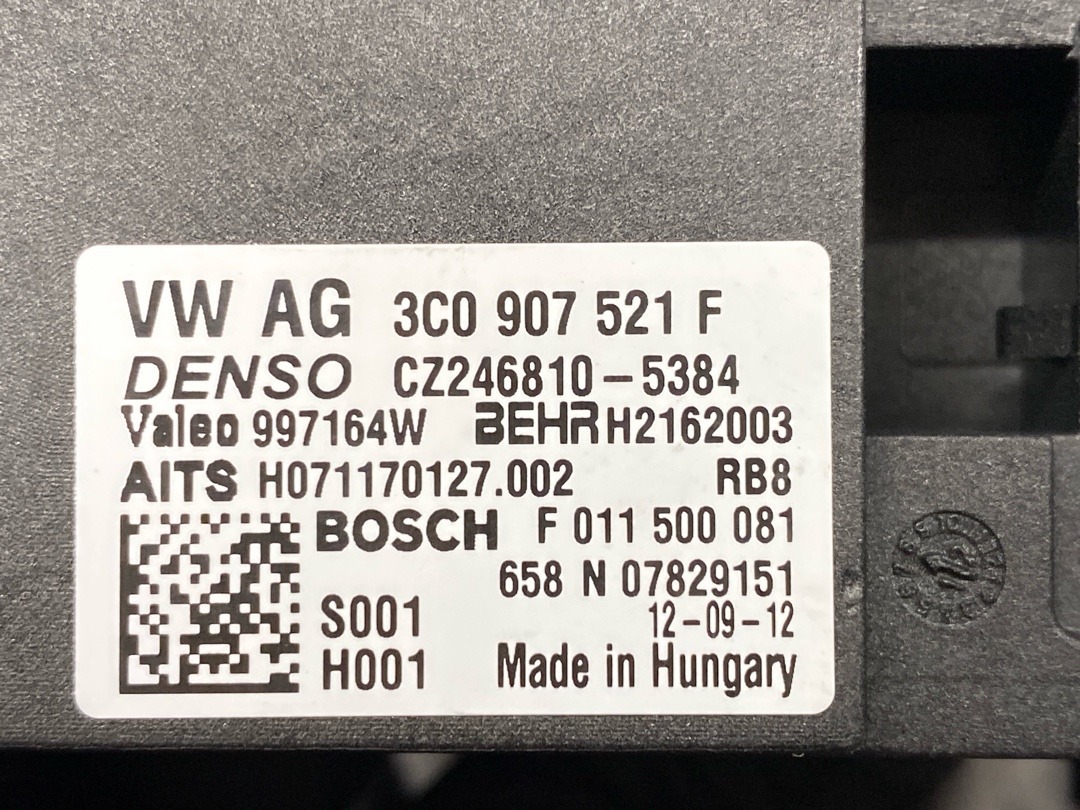 VW AG 3C0 907 521 F
DENSO CZ246810-5384
Valeo 997164W BEHR H2162003
AITS H071170127.002 RB8
BOSCH F 011 500 081
658 N 07829151
S001 12-09-12
H001 Made in Hungary